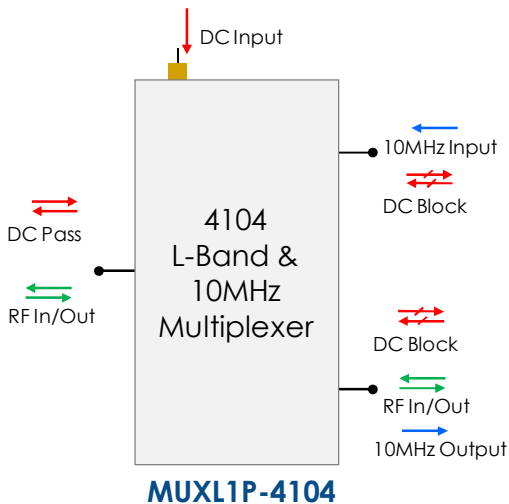 DC Input
10MHz Input
DC Block
DC Pass
RF In/Out
4104
L-Band &
10MHz
Multiplexer
DC Block
RF In/Out
10MHz Output
MUXL1P-4104